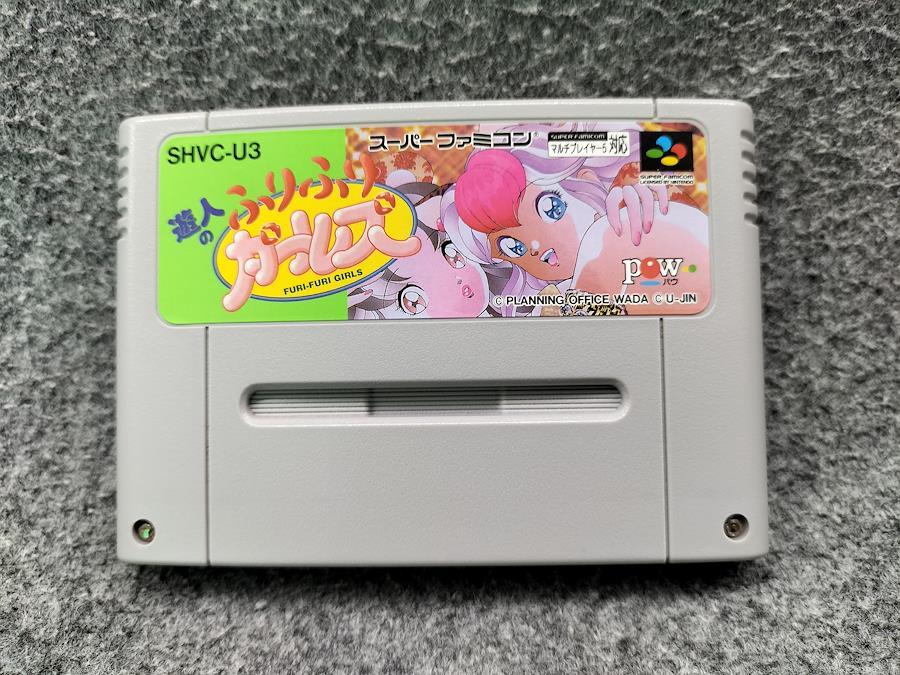 SHVC-U3
スーパーファミコン
SUPER FAMICOM
マルチプレイヤー5 対応
SUPER FAMICOM
LICENSED BY NINTENDO
遊人の
ふりふり
ガールズ
FURI-FURI GIRLS
pow
パウ
© PLANNING OFFICE WADA © U-JIN